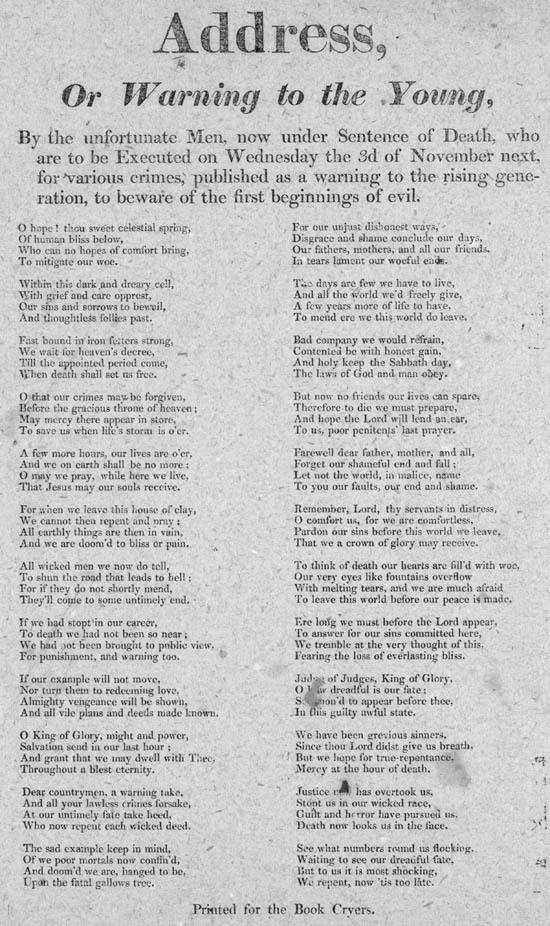 Address,
Or Warning to the Young,
By the unfortunate Men, now under Sentence of Death, who
are to be Executed on Wednesday the 3d of November next,
for various crimes, published as a warning to the rising gene-
ration, to beware of the first beginnings of evil.
O hope! thou sweet celestial spring,
Of human bliss below,
Who can no hopes of comfort bring,
To mitigate our woe.
Within this dark and dreary cell,
With grief and care opprest,
Our sins and sorrows to bewail,
And thoughtless follies past.
Fast bound in iron fetters strong,
We wait for heaven's decree,
Till the appointed period come,
When death shall set us free.
O that our crimes may be forgiven,
Before the gracious throne of heaven;
May mercy there appear in store,
To save us when life's storm is o'er.
A few more hours, our lives are o'er,
And we on earth shall be no more;
O may we pray, while here we live,
That Jesus may our souls receive.
For when we leave this house of clay,
We cannot then repent and pray;
All earthly things are then in vain,
And we are doom'd to bliss or pain.
All wicked men we now do tell,
To shun the road that leads to hell;
For if they do not shortly mend,
They'll come to some untimely end.
If we had stopt in our career,
To death we had not been so near;
We had not been brought to public view,
For punishment, and warning too.
If our example will not move,
Nor turn them to redeeming love,
Almighty vengeance will be shown,
And all vile plans and deeds made known.
O King of Glory, might and power,
Salvation send in our last hour;
And grant that we may dwell with Thee,
Throughout a blest eternity.
Dear countrymen, a warning take,
And all your lawless crimes forsake,
At our untimely fate take heed,
Who now repent each wicked deed.
The sad example keep in mind,
Of we poor mortals now confin'd,
And doom'd we are, hanged to be,
Upon the fatal gallows tree.
For our unjust dishonest ways,
Disgrace and shame conclude our days,
Our fathers, mothers, and all our friends,
In tears lament our woeful ends.
The days are few we have to live,
And all the world we'd freely give,
A few years more of life to have,
To mend ere we this world do leave.
Bad company we would refrain,
Contented be with honest gain,
And holy keep the Sabbath day,
The laws of God and man obey.
But now no friends our lives can spare,
Therefore to die we must prepare,
And hope the Lord will lend an ear,
To us, poor penitents' last prayer.
Farewell dear father, mother, and all,
Forget our shameful end and fall;
Let not the world, in malice, name
To you our faults, our end and shame.
Remember, Lord, thy servants in distress,
O comfort us, for we are comfortless,
Pardon our sins before this world we leave,
That we a crown of glory may receive.
To think of death our hearts are fill'd with woe,
Our very eyes like fountains overflow
With melting tears, and we are much afraid
To leave this world before our peace is made.
Ere long we must before the Lord appear,
To answer for our sins committed here,
We tremble at the very thought of this,
Fearing the loss of everlasting bliss.
Judge of Judges, King of Glory,
O how dreadful is our fate;
Summon'd to appear before thee,
In this guilty awful state.
We have been grevious sinners,
Since thou Lord didst give us breath,
But we hope for true repentance,
Mercy at the hour of death.
Justice has overtook us,
Stopt us in our wicked race,
Guilt and horror have pursued us,
Death now looks us in the face.
See what numbers round us flocking,
Waiting to see our dreadful fate,
But to us it is most shocking,
We repent, now 'tis too late.
Printed for the Book Cryers.